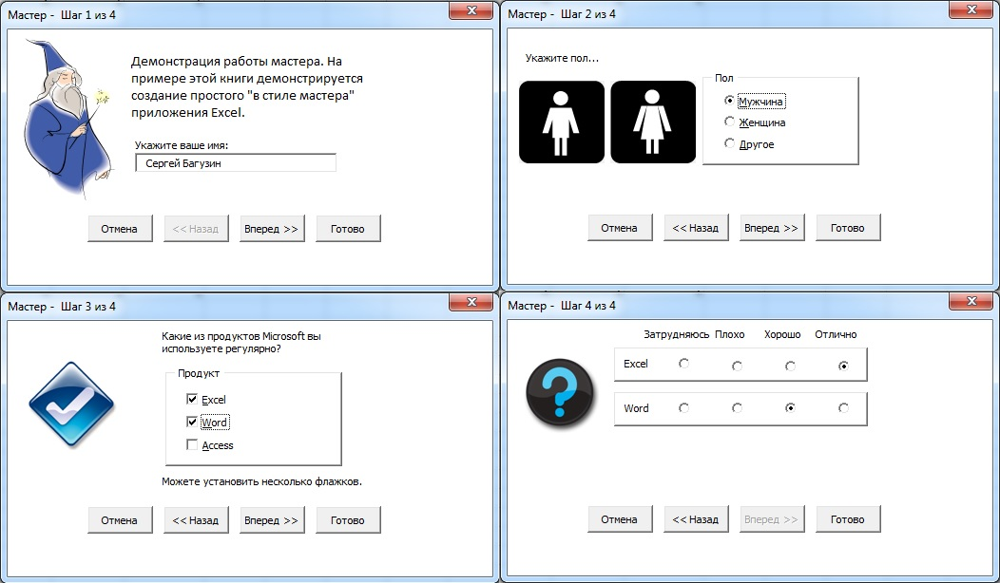 Мастер - Шаг 1 из 4
Демонстрация работы мастера. На
примере этой книги демонстрируется
создание простого "в стиле мастера"
приложения Excel.
Укажите ваше имя:
Сергей Багузин
Отмена << Назад Вперед >> Готово
Мастер - Шаг 2 из 4
Укажите пол...
Пол
Мужчина
Женщина
Другое
Отмена << Назад Вперед >> Готово
Мастер - Шаг 3 из 4
Какие из продуктов Microsoft вы
используете регулярно?
Продукт
Excel
Word
Access
Можете установить несколько флажков.
Отмена << Назад Вперед >> Готово
Мастер - Шаг 4 из 4
Затрудняюсь Плохо Хорошо Отлично
Excel
Word
Отмена << Назад Вперед >> Готово